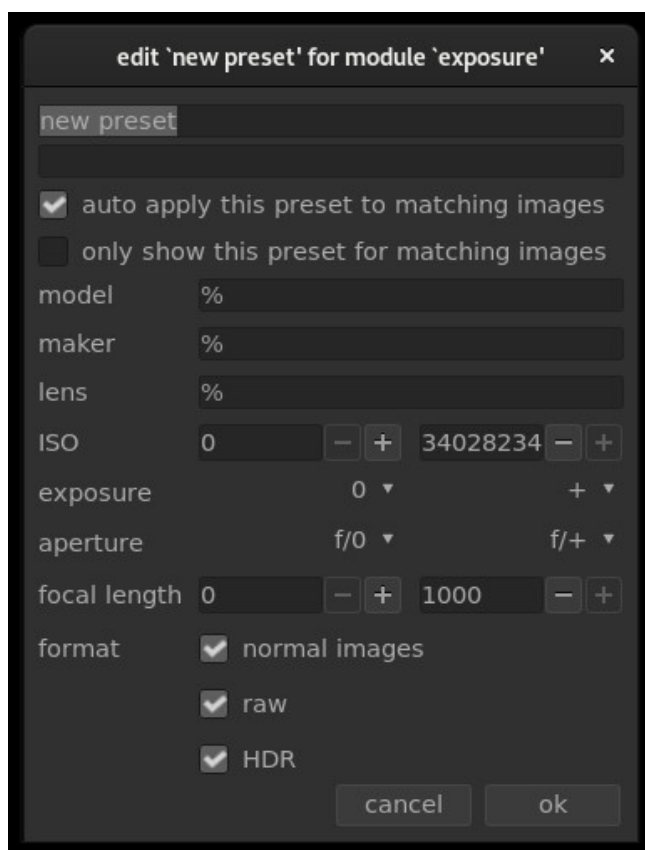 edit `new preset' for module `exposure' ×
new preset
auto apply this preset to matching images
only show this preset for matching images
model %
maker %
lens %
ISO 0 − + 34028234 − +
exposure 0 ▼ + ▼
aperture f/0 ▼ f/+ ▼
focal length 0 − + 1000 − +
format normal images
raw
HDR
cancel ok